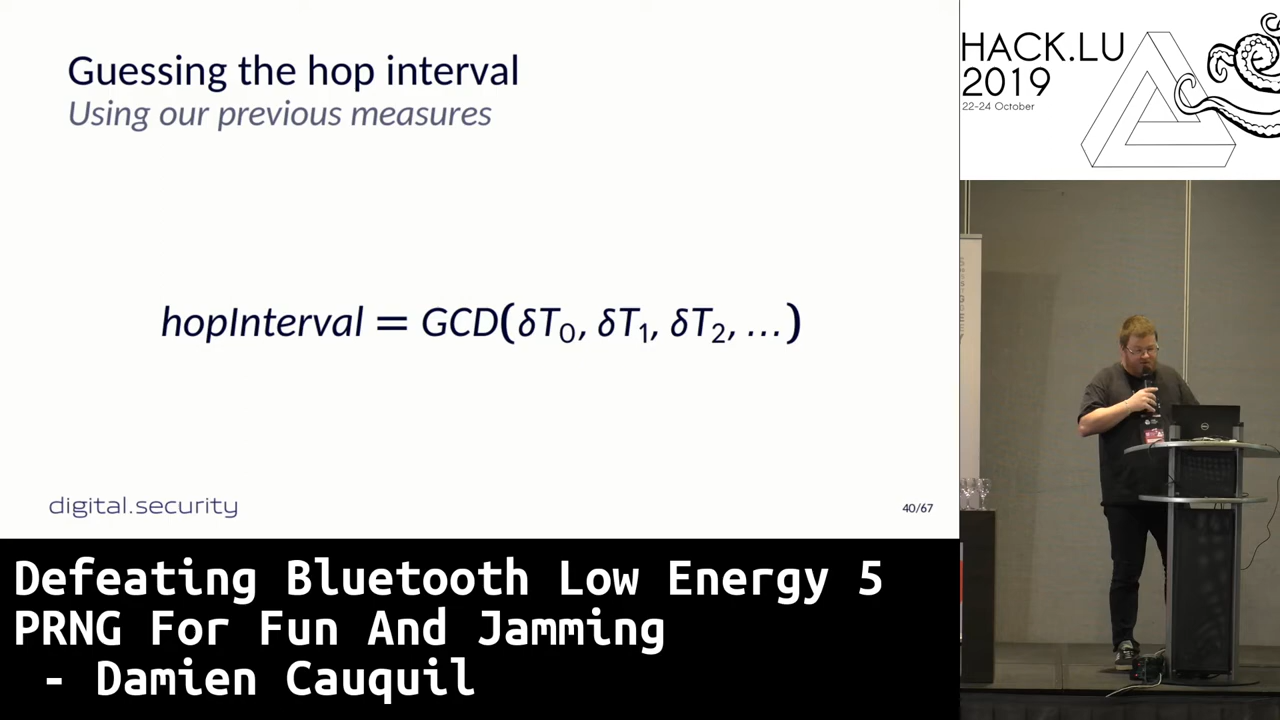 Guessing the hop interval
Using our previous measures
hopInterval = GCD(δT₀, δT₁, δT₂, …)
digital.security
40/67
HACK.LU
2019
22-24 October
Defeating Bluetooth Low Energy 5
PRNG For Fun And Jamming
- Damien Cauquil